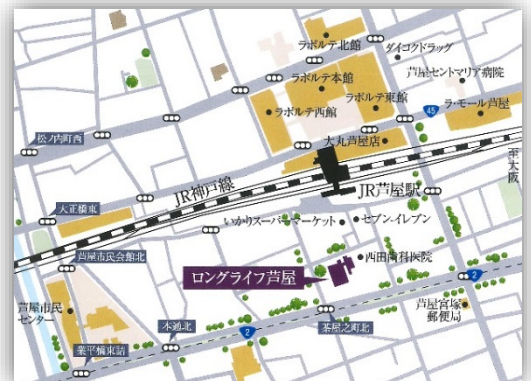 ラポルテ北館
ダイコクドラッグ
ラポルテ本館
芦屋セントマリア病院
ラポルテ東館
ラポルテ西館
45
ラ・モール芦屋
大丸芦屋店
松ノ内町西
至大阪
JR神戸線
JR芦屋駅
大正橋東
いかりスーパーマーケット
セブン-イレブン
芦屋市民会館北
西田歯科医院
ロングライフ芦屋
2
芦屋市民
センター
芦屋宮塚
郵便局
本通北
2
茶屋之町北
業平橋東詰